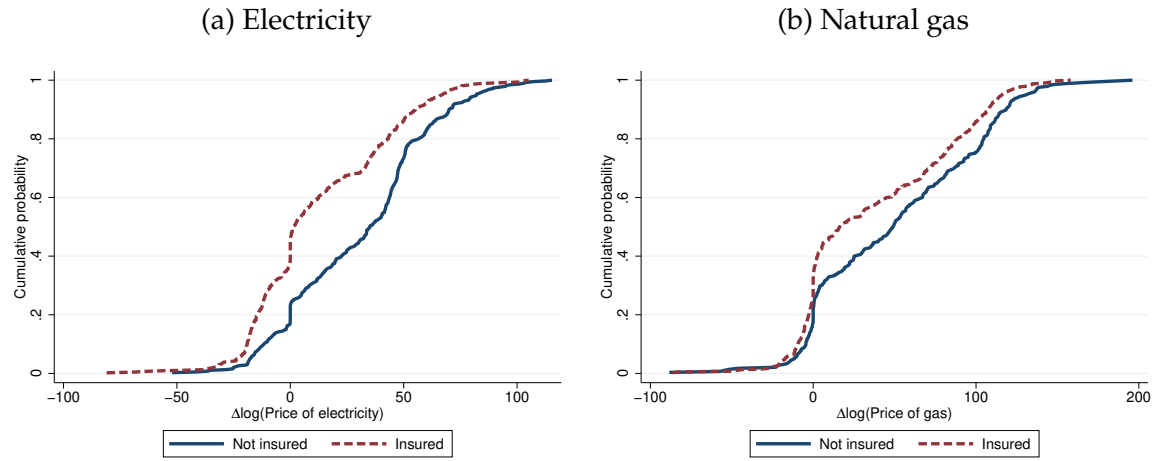 (a) Electricity
Cumulative probability
1
.8
.6
.4
.2
0
−100
−50
0
50
100
Δlog(Price of electricity)
Not insured
Insured
(b) Natural gas
Cumulative probability
1
.8
.6
.4
.2
0
−100
0
100
200
Δlog(Price of gas)
Not insured
Insured